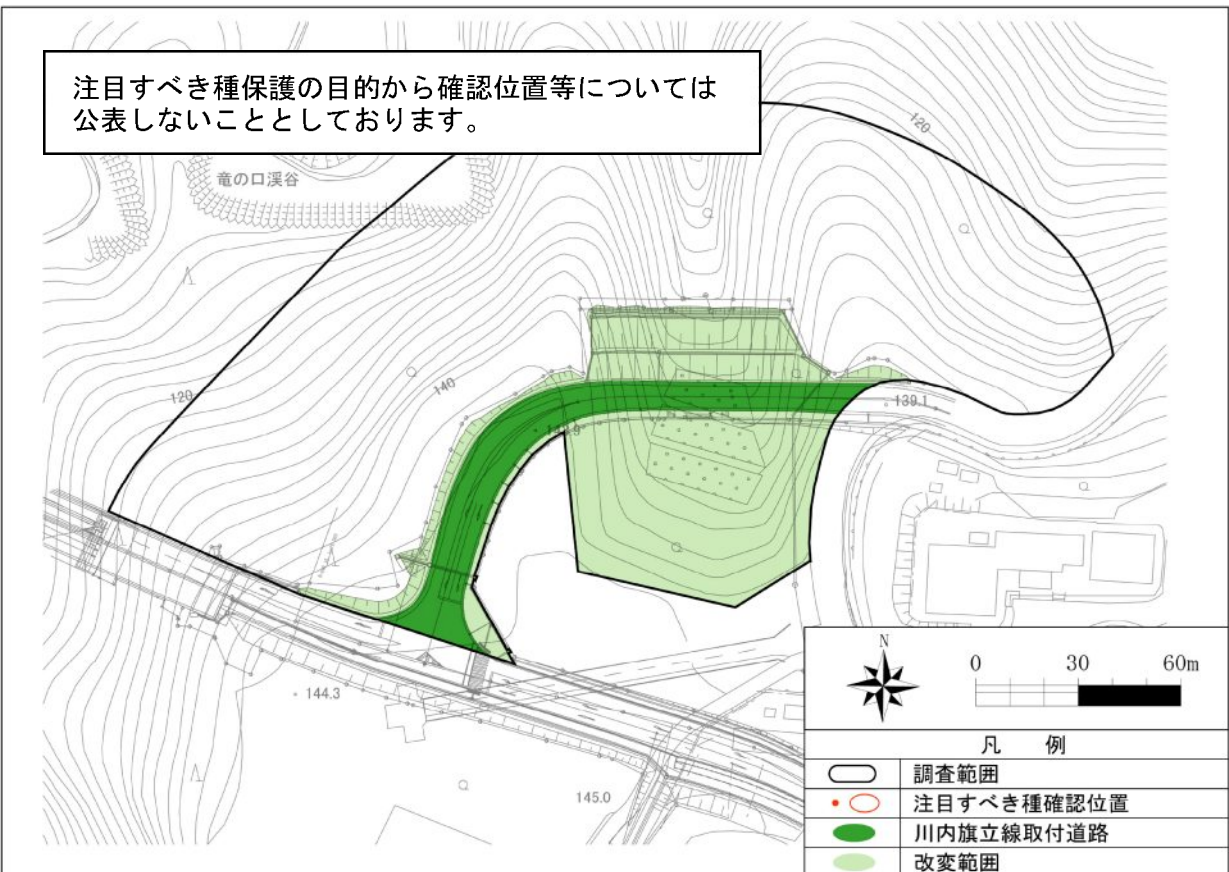 注目すべき種保護の目的から確認位置等については
公表しないこととしております。
120
竜の口渓谷
140
120
139.1
144.3
145.0
N
0 30 60m
凡 例
調査範囲
注目すべき種確認位置
川内旗立線取付道路
改変範囲